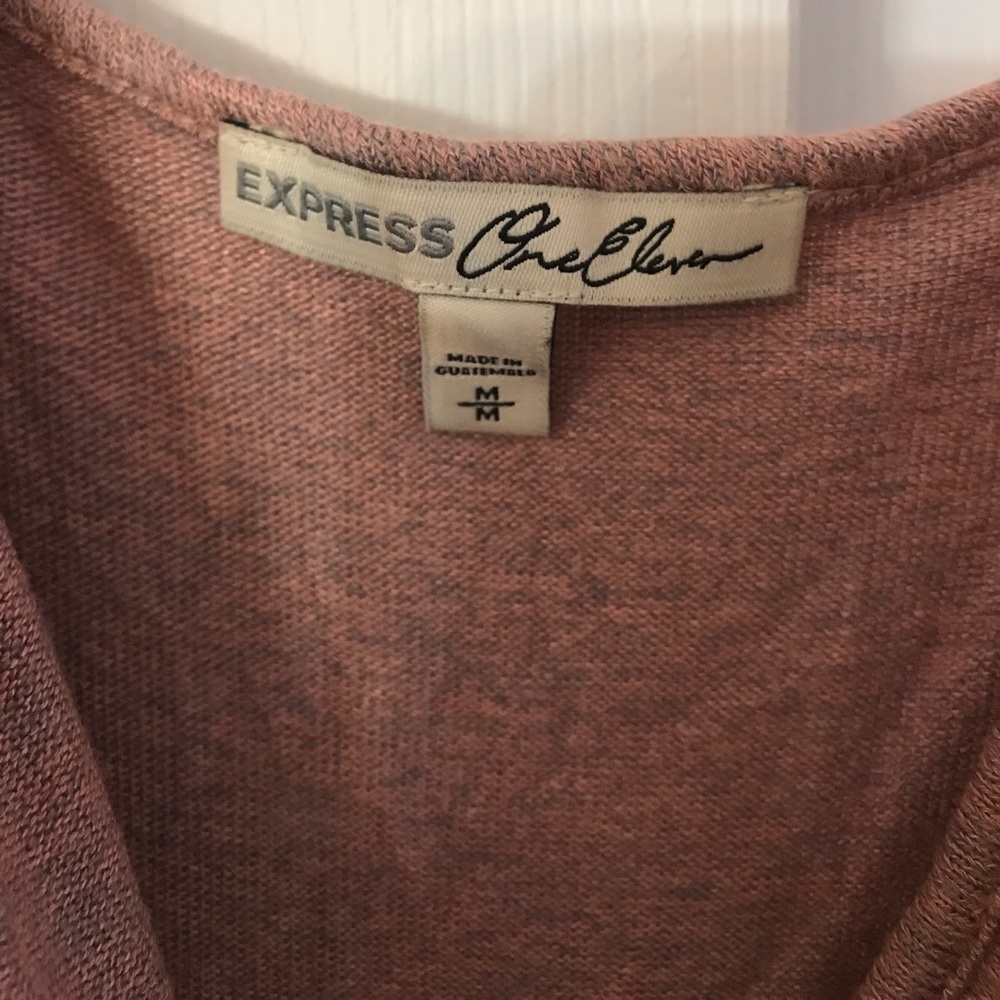 EXPRESS One Eleven
MADE IN
GUATEMALA
M
M